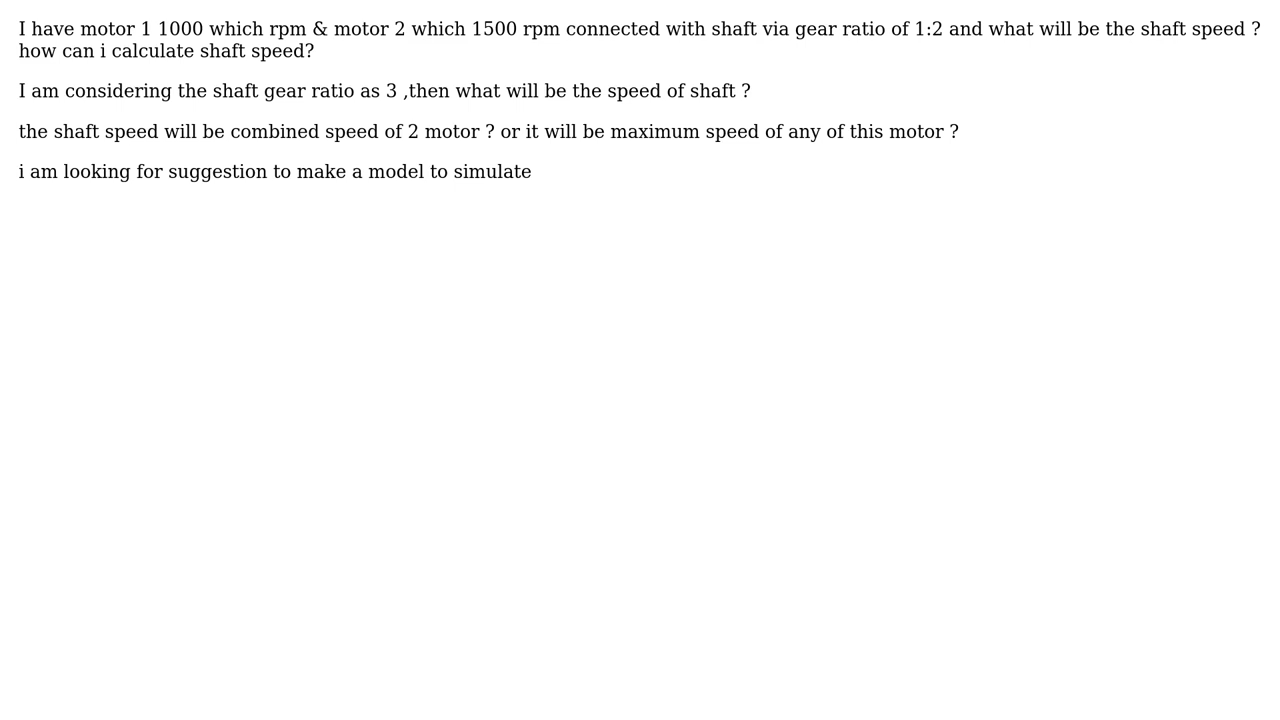 I have motor 1 1000 which rpm & motor 2 which 1500 rpm connected with shaft via gear ratio of 1:2 and what will be the shaft speed ?
how can i calculate shaft speed?
I am considering the shaft gear ratio as 3 ,then what will be the speed of shaft ?
the shaft speed will be combined speed of 2 motor ? or it will be maximum speed of any of this motor ?
i am looking for suggestion to make a model to simulate